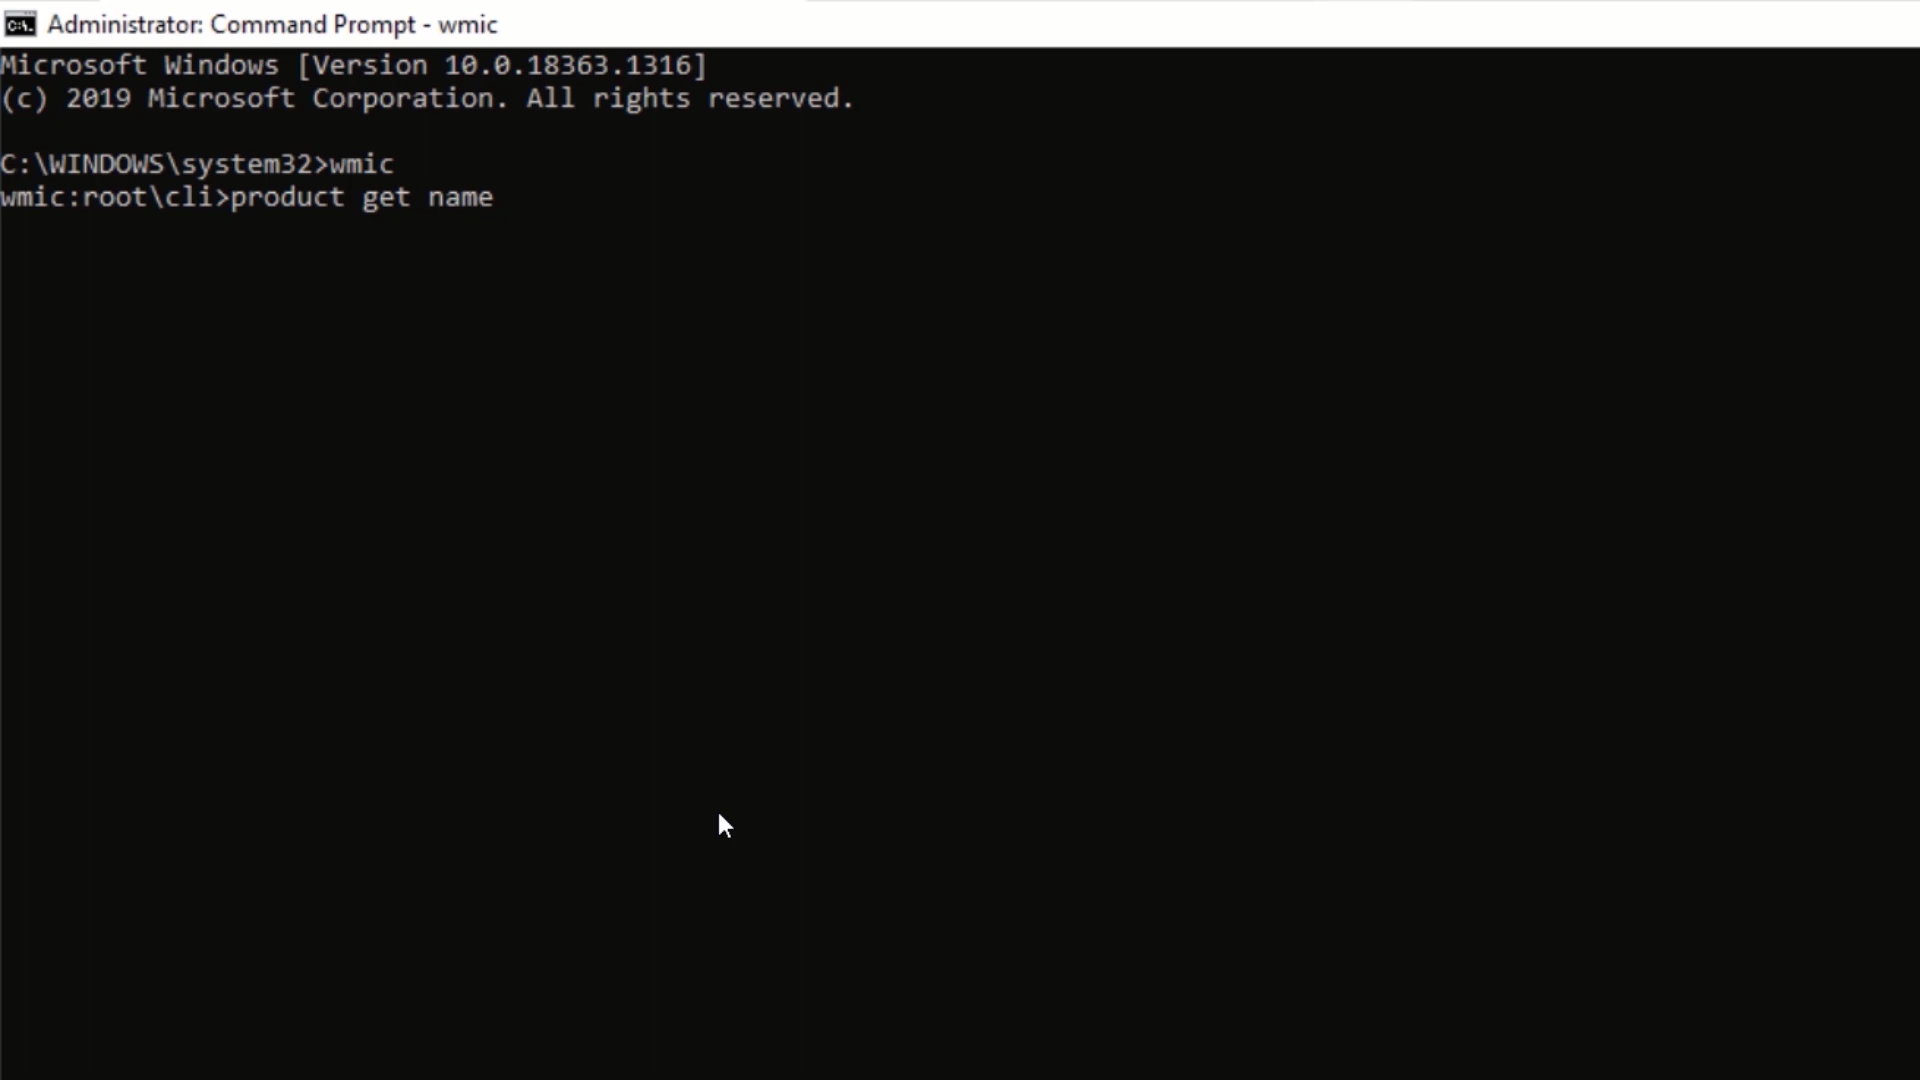 Administrator: Command Prompt - wmic
Microsoft Windows [Version 10.0.18363.1316]
(c) 2019 Microsoft Corporation. All rights reserved.
C:\WINDOWS\system32>wmic
wmic:root\cli>product get name